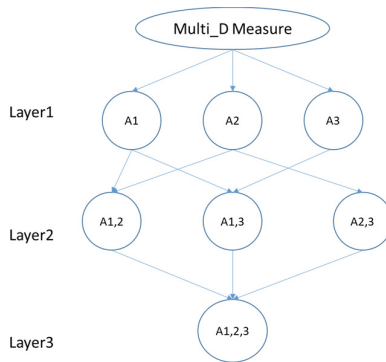 Multi_D Measure
Layer1
A1
A2
A3
A1,2
A1,3
A2,3
Layer2
A1,2,3
Layer3